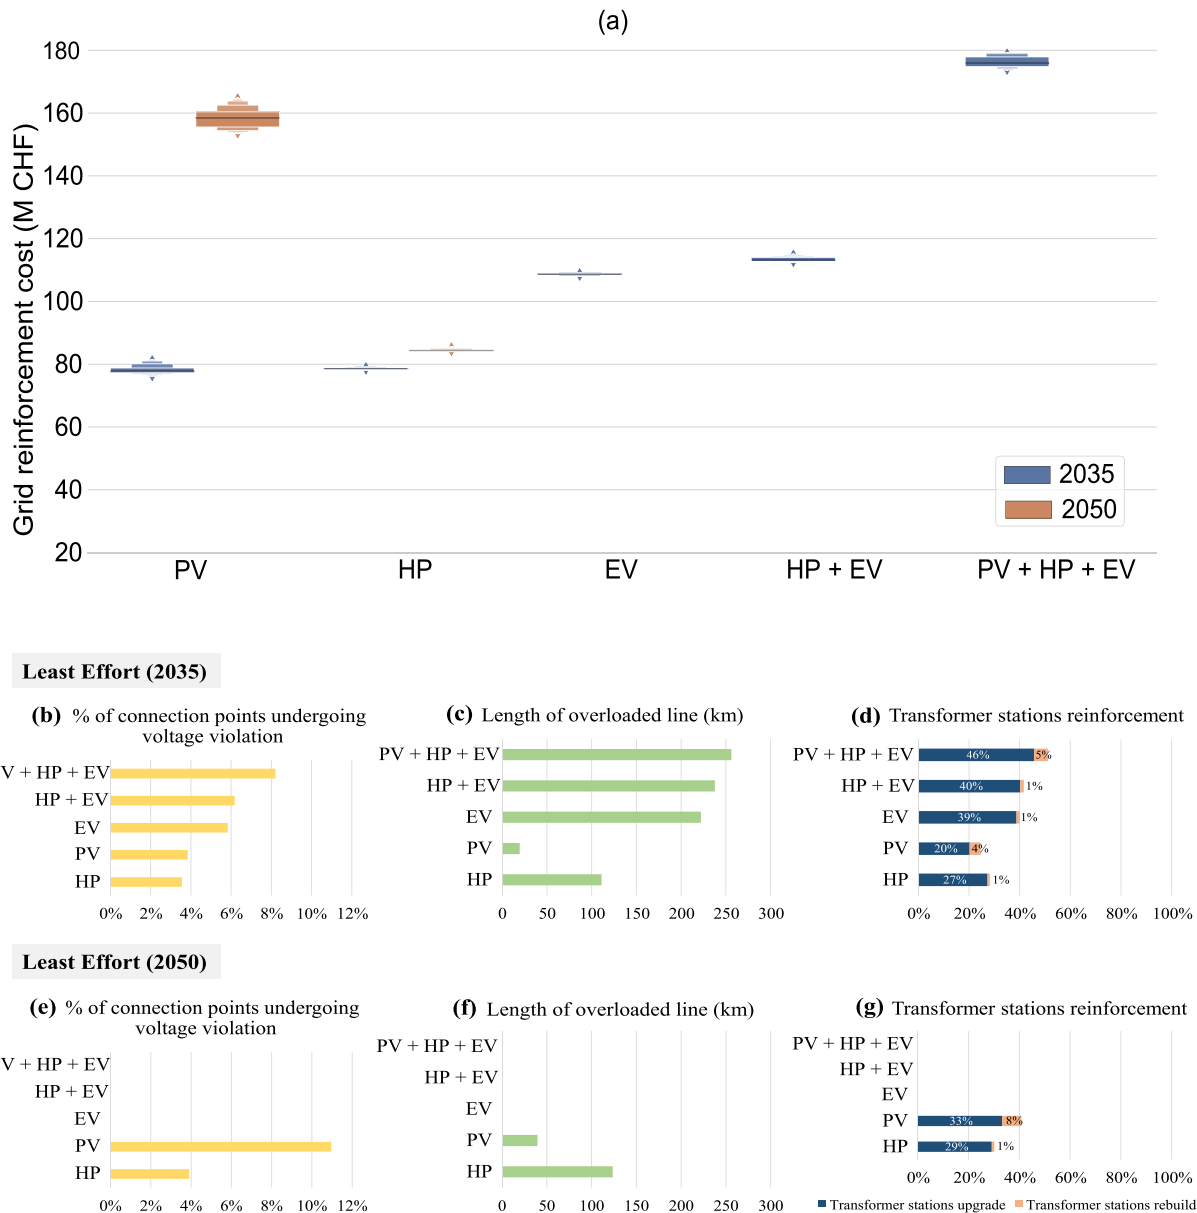 (a)
Grid reinforcement cost (M CHF)
180
160
140
120
100
80
60
40
20
2035
2050
PV
HP
EV
HP + EV
PV + HP + EV
Least Effort (2035)
(b) % of connection points undergoing
voltage violation
V + HP + EV
HP + EV
EV
PV
HP
0% 2% 4% 6% 8% 10% 12%
(c) Length of overloaded line (km)
PV + HP + EV
HP + EV
EV
PV
HP
0 50 100 150 200 250 300
(d) Transformer stations reinforcement
PV + HP + EV 46% 5%
HP + EV 40% 1%
EV 39% 1%
PV 20% 4%
HP 27% 1%
0% 20% 40% 60% 80% 100%
Least Effort (2050)
(e) % of connection points undergoing
voltage violation
V + HP + EV
HP + EV
EV
PV
HP
0% 2% 4% 6% 8% 10% 12%
(f) Length of overloaded line (km)
PV + HP + EV
HP + EV
EV
PV
HP
0 50 100 150 200 250 300
(g) Transformer stations reinforcement
PV + HP + EV
HP + EV
EV
PV 33% 8%
HP 29% 1%
0% 20% 40% 60% 80% 100%
Transformer stations upgrade Transformer stations rebuild